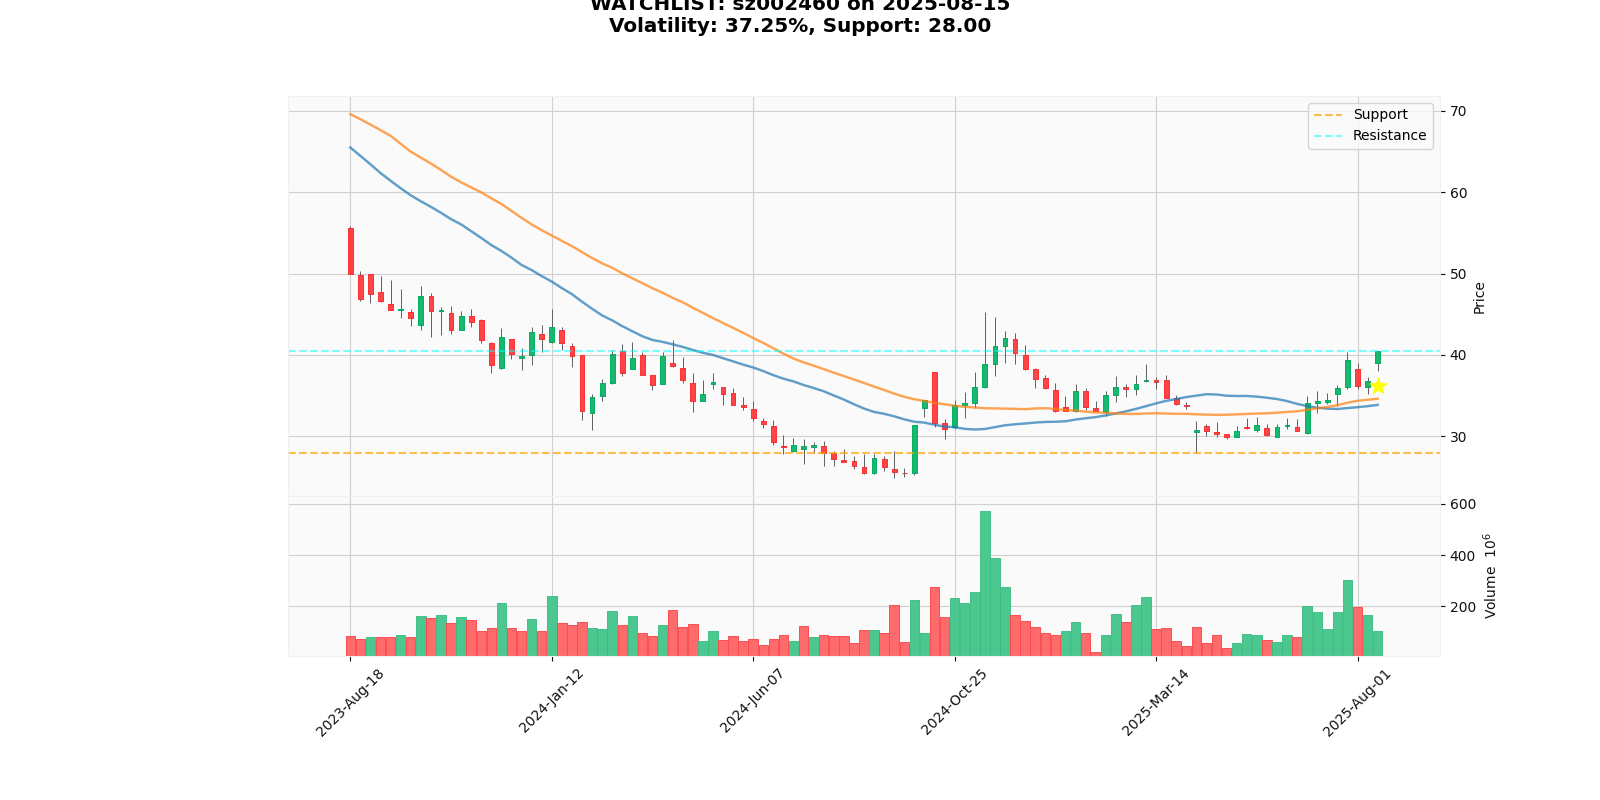 WATCHLIST: sz002460 on 2025-08-15
Volatility: 37.25%, Support: 28.00
Support
Resistance
70
60
50
40
30
Price
600
400
200
Volume 10⁶
2023-Aug-18
2024-Jan-12
2024-Jun-07
2024-Oct-25
2025-Mar-14
2025-Aug-01